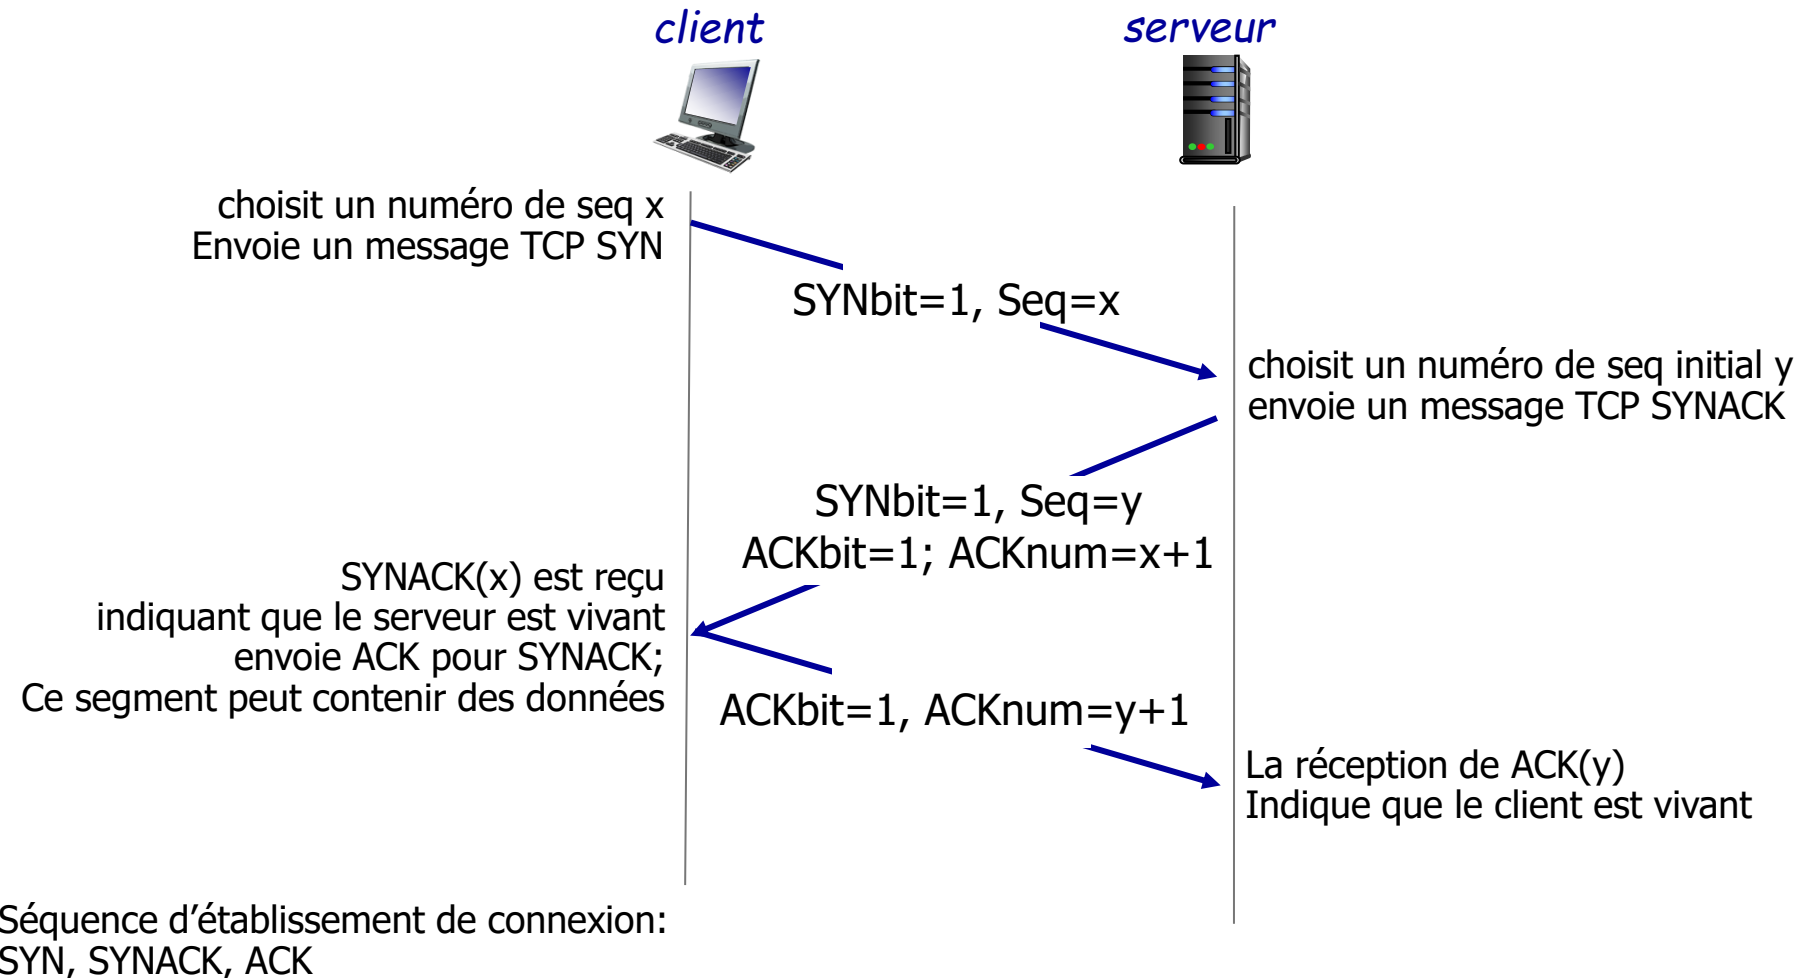 client
serveur
choisit un numéro de seq x
Envoie un message TCP SYN
SYNbit=1, Seq=x
choisit un numéro de seq initial y
envoie un message TCP SYNACK
SYNbit=1, Seq=y
ACKbit=1; ACKnum=x+1
SYNACK(x) est reçu
indiquant que le serveur est vivant
envoie ACK pour SYNACK;
Ce segment peut contenir des données
ACKbit=1, ACKnum=y+1
La réception de ACK(y)
Indique que le client est vivant
Séquence d’établissement de connexion:
SYN, SYNACK, ACK